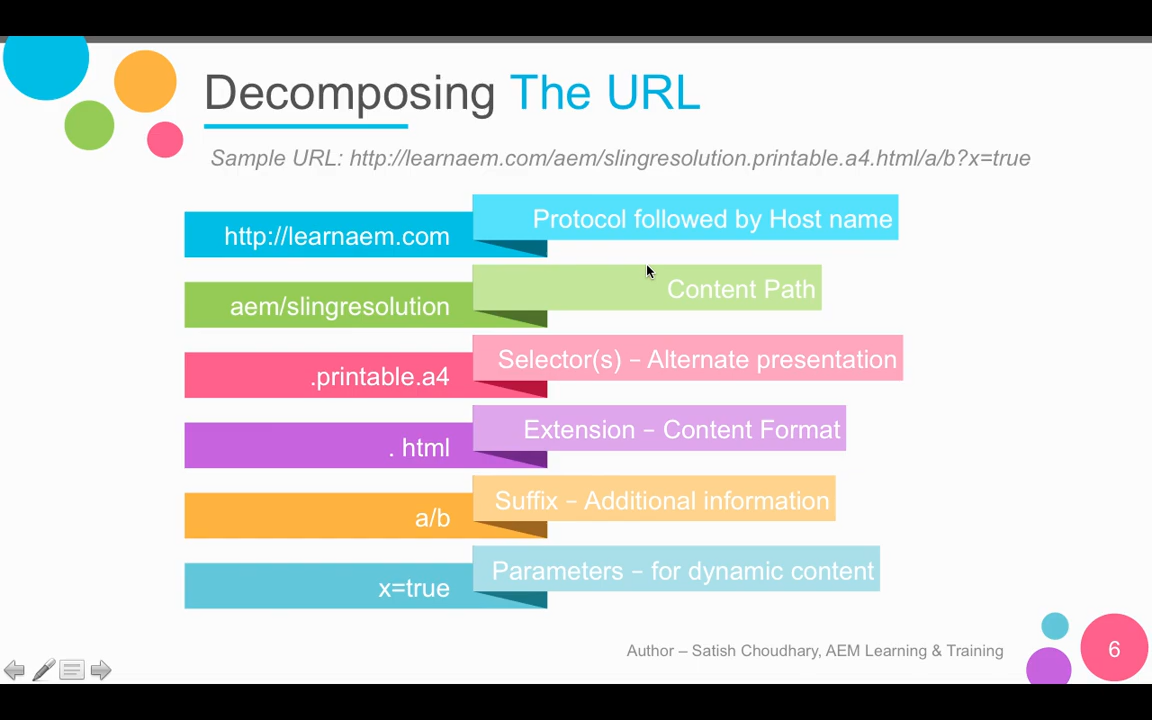 Decomposing The URL
Sample URL: http://learnaem.com/aem/slingresolution.printable.a4.html/a/b?x=true
http://learnaem.com
Protocol followed by Host name
aem/slingresolution
Content Path
.printable.a4
Selector(s) – Alternate presentation
. html
Extension – Content Format
a/b
Suffix – Additional information
x=true
Parameters – for dynamic content
Author – Satish Choudhary, AEM Learning & Training
6